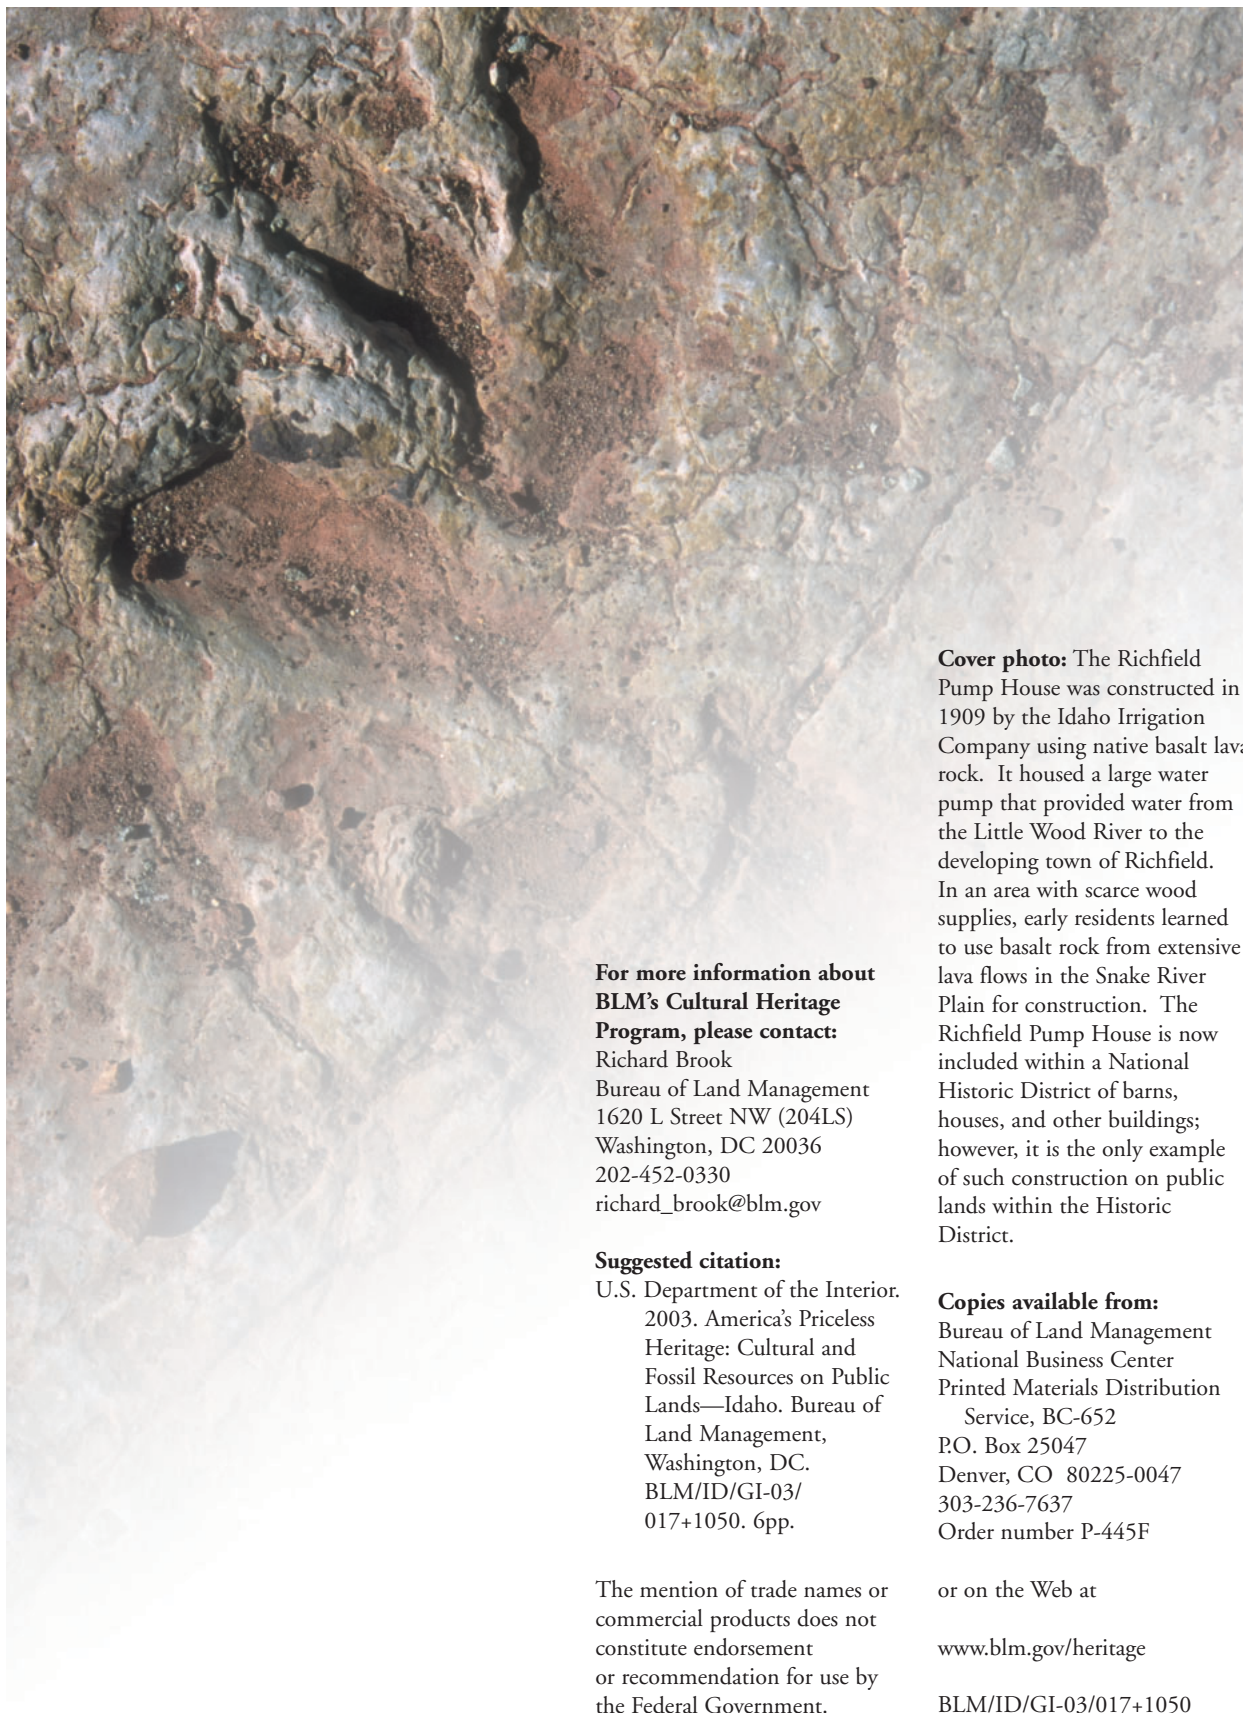 For more information about
BLM’s Cultural Heritage
Program, please contact:
Richard Brook
Bureau of Land Management
1620 L Street NW (204LS)
Washington, DC 20036
202-452-0330
richard_brook@blm.gov
Suggested citation:
U.S. Department of the Interior.
2003. America’s Priceless
Heritage: Cultural and
Fossil Resources on Public
Lands—Idaho. Bureau of
Land Management,
Washington, DC.
BLM/ID/GI-03/
017+1050. 6pp.
The mention of trade names or
commercial products does not
constitute endorsement
or recommendation for use by
the Federal Government.
Cover photo: The Richfield
Pump House was constructed in
1909 by the Idaho Irrigation
Company using native basalt lava
rock. It housed a large water
pump that provided water from
the Little Wood River to the
developing town of Richfield.
In an area with scarce wood
supplies, early residents learned
to use basalt rock from extensive
lava flows in the Snake River
Plain for construction. The
Richfield Pump House is now
included within a National
Historic District of barns,
houses, and other buildings;
however, it is the only example
of such construction on public
lands within the Historic
District.
Copies available from:
Bureau of Land Management
National Business Center
Printed Materials Distribution
Service, BC-652
P.O. Box 25047
Denver, CO 80225-0047
303-236-7637
Order number P-445F
or on the Web at
www.blm.gov/heritage
BLM/ID/GI-03/017+1050